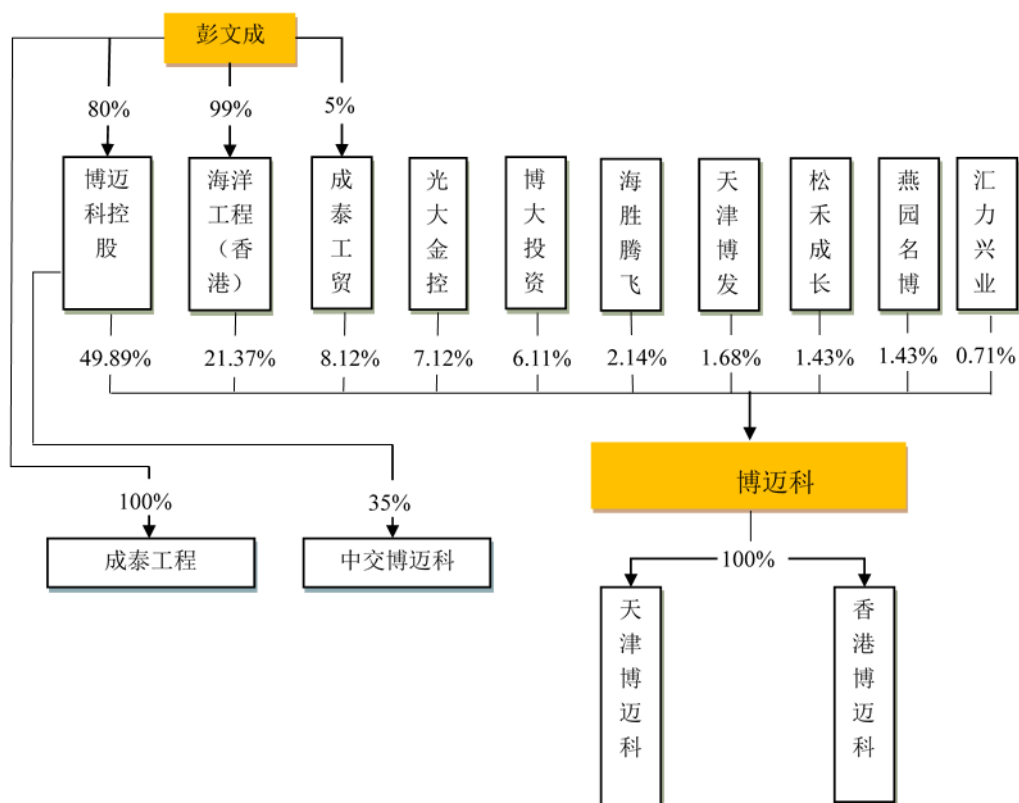 彭文成
80%
99%
5%
博迈
科控
股
海洋
工程
（香
港）
成
泰
工
贸
光
大
金
控
博
大
投
资
海
胜
腾
飞
天
津
博
发
松
禾
成
长
燕
园
名
博
汇
力
兴
业
49.89%
21.37%
8.12%
7.12%
6.11%
2.14%
1.68%
1.43%
1.43%
0.71%
博迈科
100%
35%
成泰工程
中交博迈科
100%
天
津
博
迈
科
香
港
博
迈
科